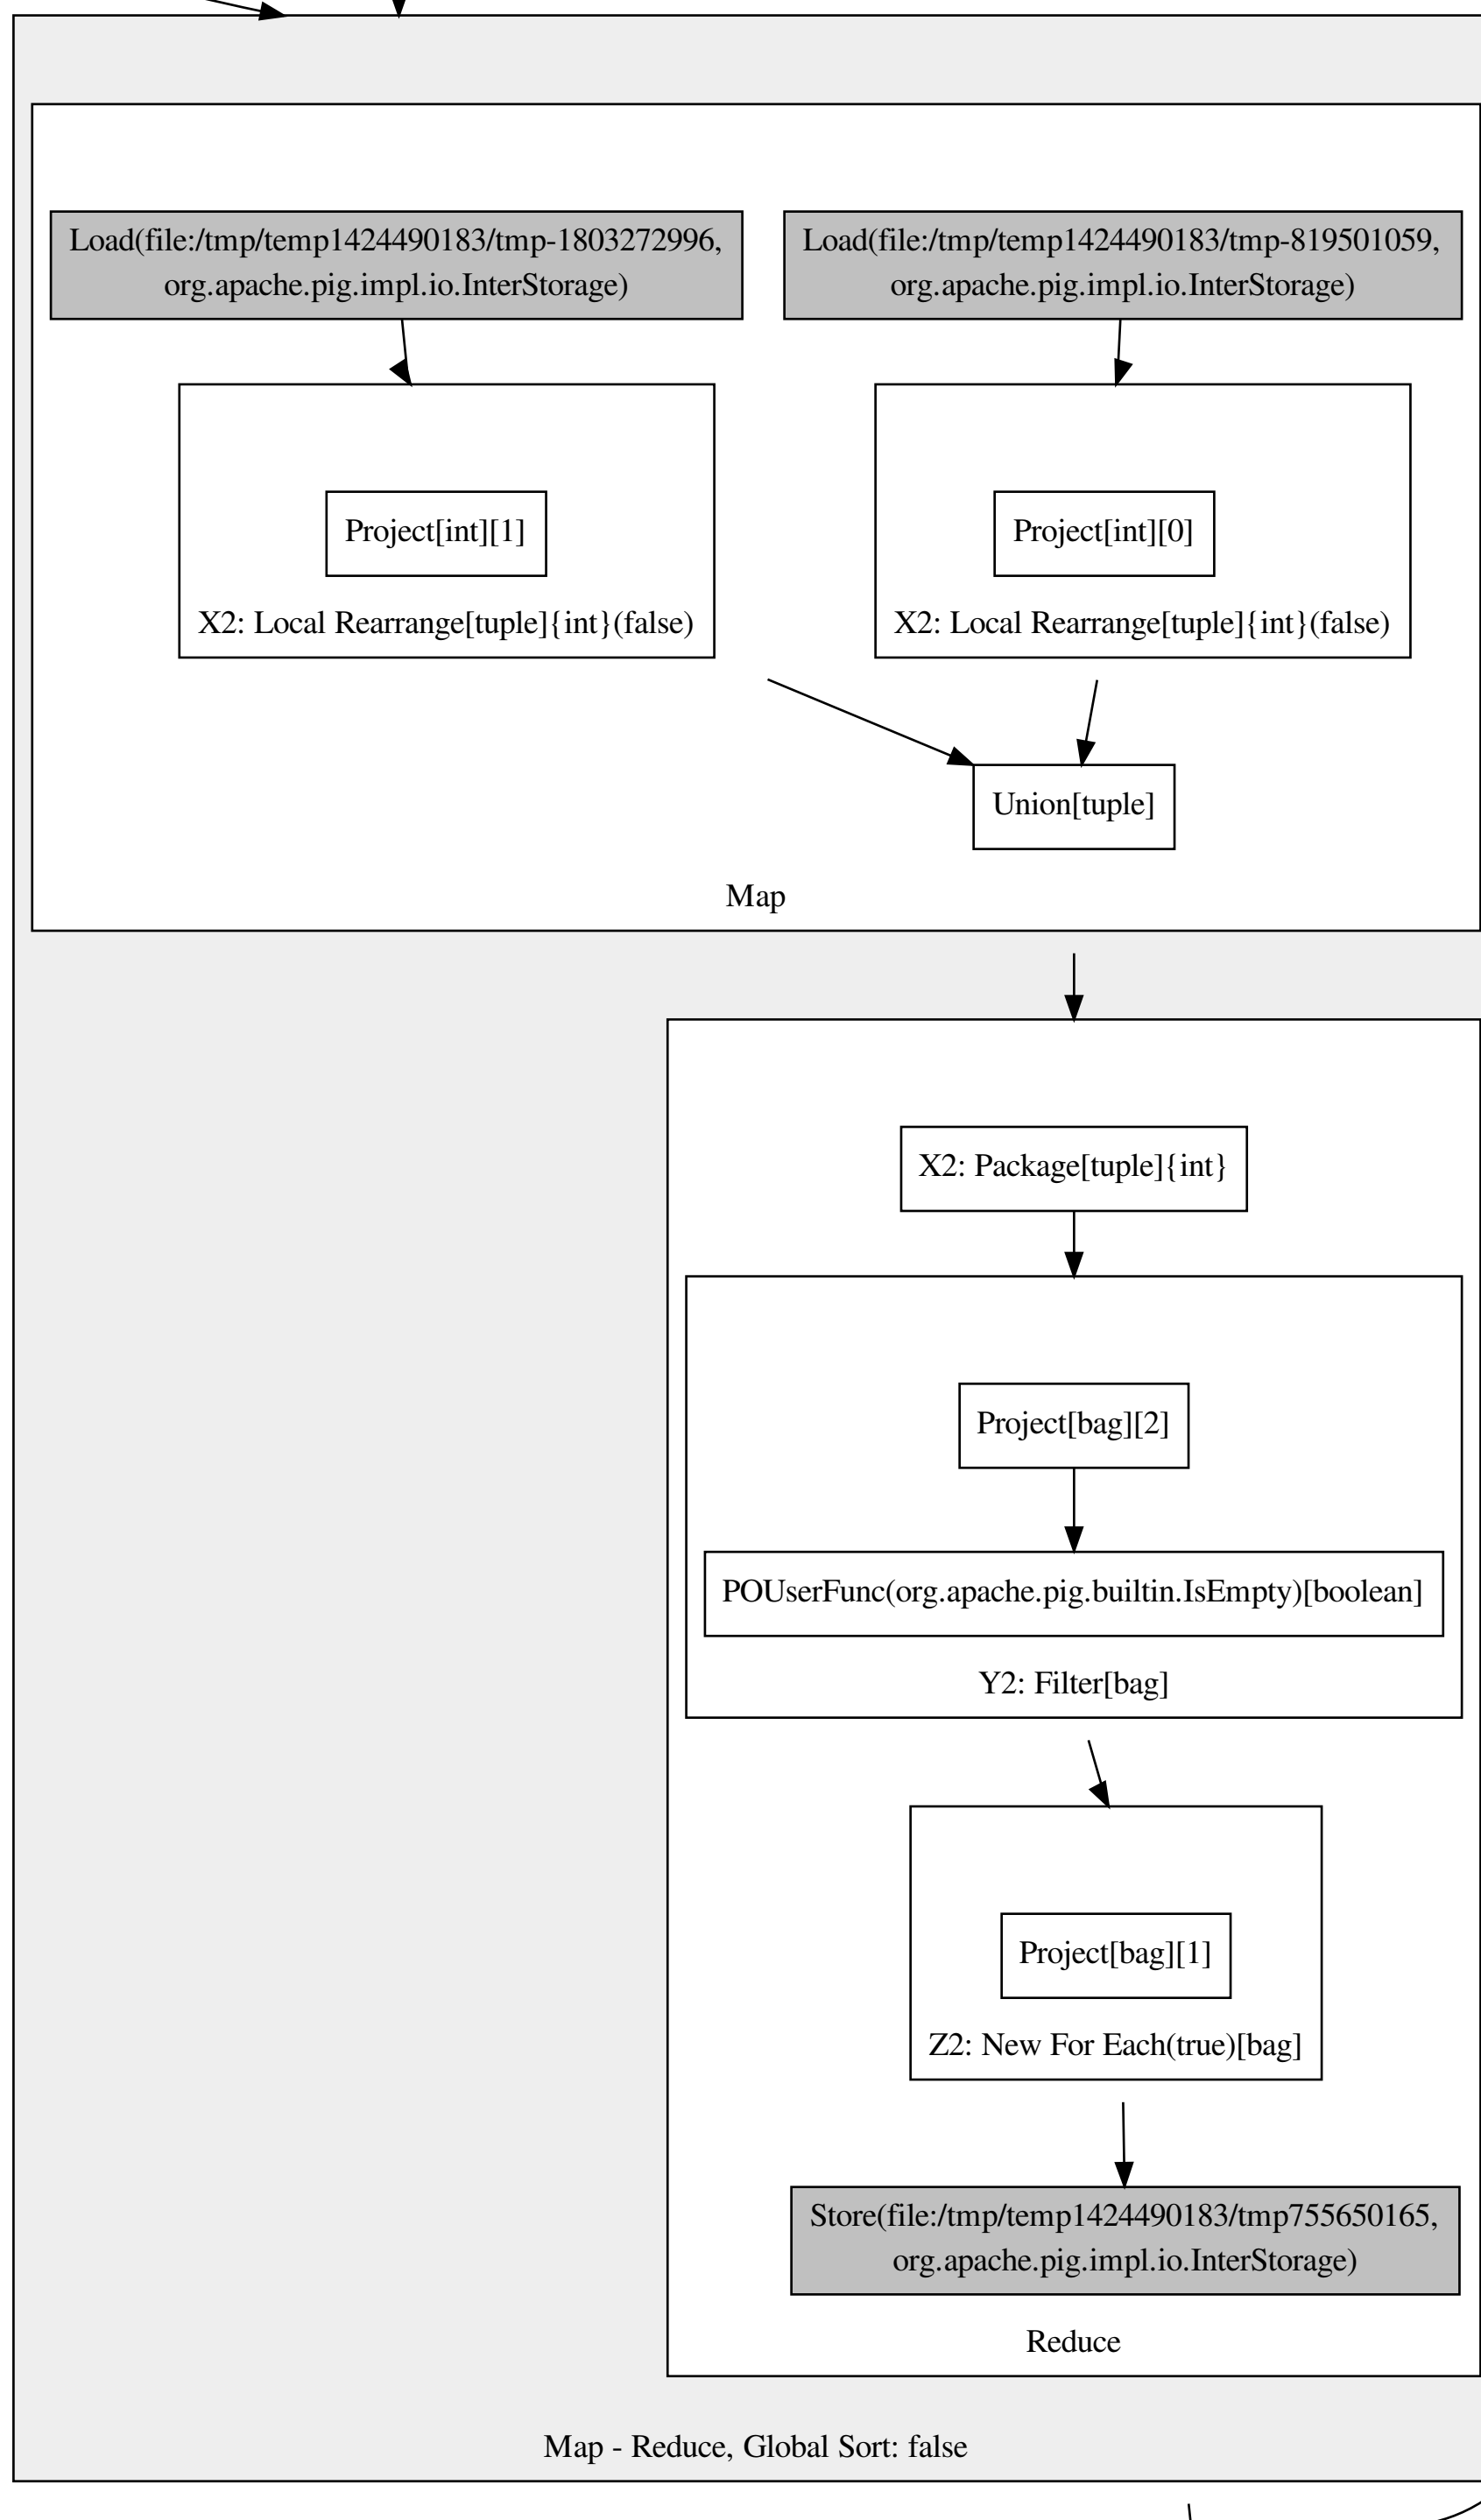 Load(file:/tmp/temp1424490183/tmp-1803272996,
org.apache.pig.impl.io.InterStorage)
Load(file:/tmp/temp1424490183/tmp-819501059,
org.apache.pig.impl.io.InterStorage)
Project[int][1]
X2: Local Rearrange[tuple]{int}(false)
Project[int][0]
X2: Local Rearrange[tuple]{int}(false)
Union[tuple]
Map
X2: Package[tuple]{int}
Project[bag][2]
POUserFunc(org.apache.pig.builtin.IsEmpty)[boolean]
Y2: Filter[bag]
Project[bag][1]
Z2: New For Each(true)[bag]
Store(file:/tmp/temp1424490183/tmp755650165,
org.apache.pig.impl.io.InterStorage)
Reduce
Map - Reduce, Global Sort: false